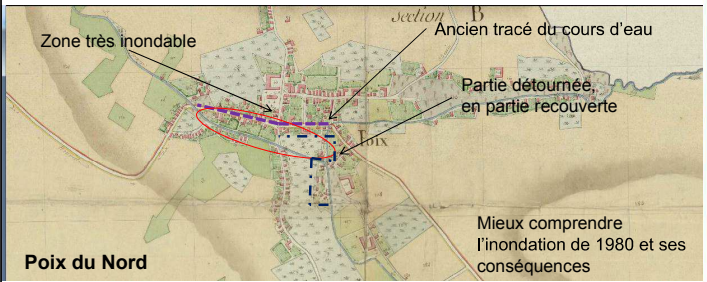 section B
Ancien tracé du cours d'eau
Zone très inondable
Partie détournée,
en partie recouverte
Poix
Mieux comprendre
l'inondation de 1980 et ses
conséquences
Poix du Nord